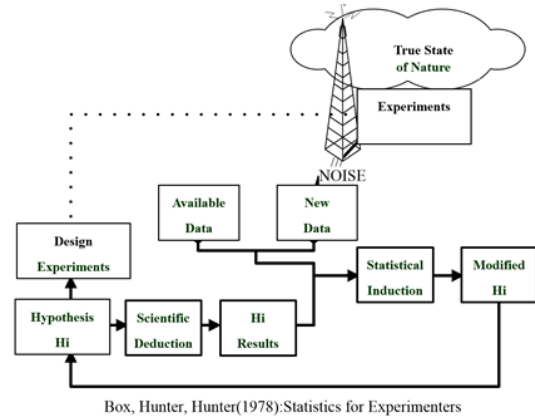 True State
of Nature
Experiments
NOISE
Available
Data
New
Data
Design
Experiments
Statistical
Induction
Modified
Hi
Hypothesis
Hi
Scientific
Deduction
Hi
Results
Box, Hunter, Hunter(1978):Statistics for Experimenters